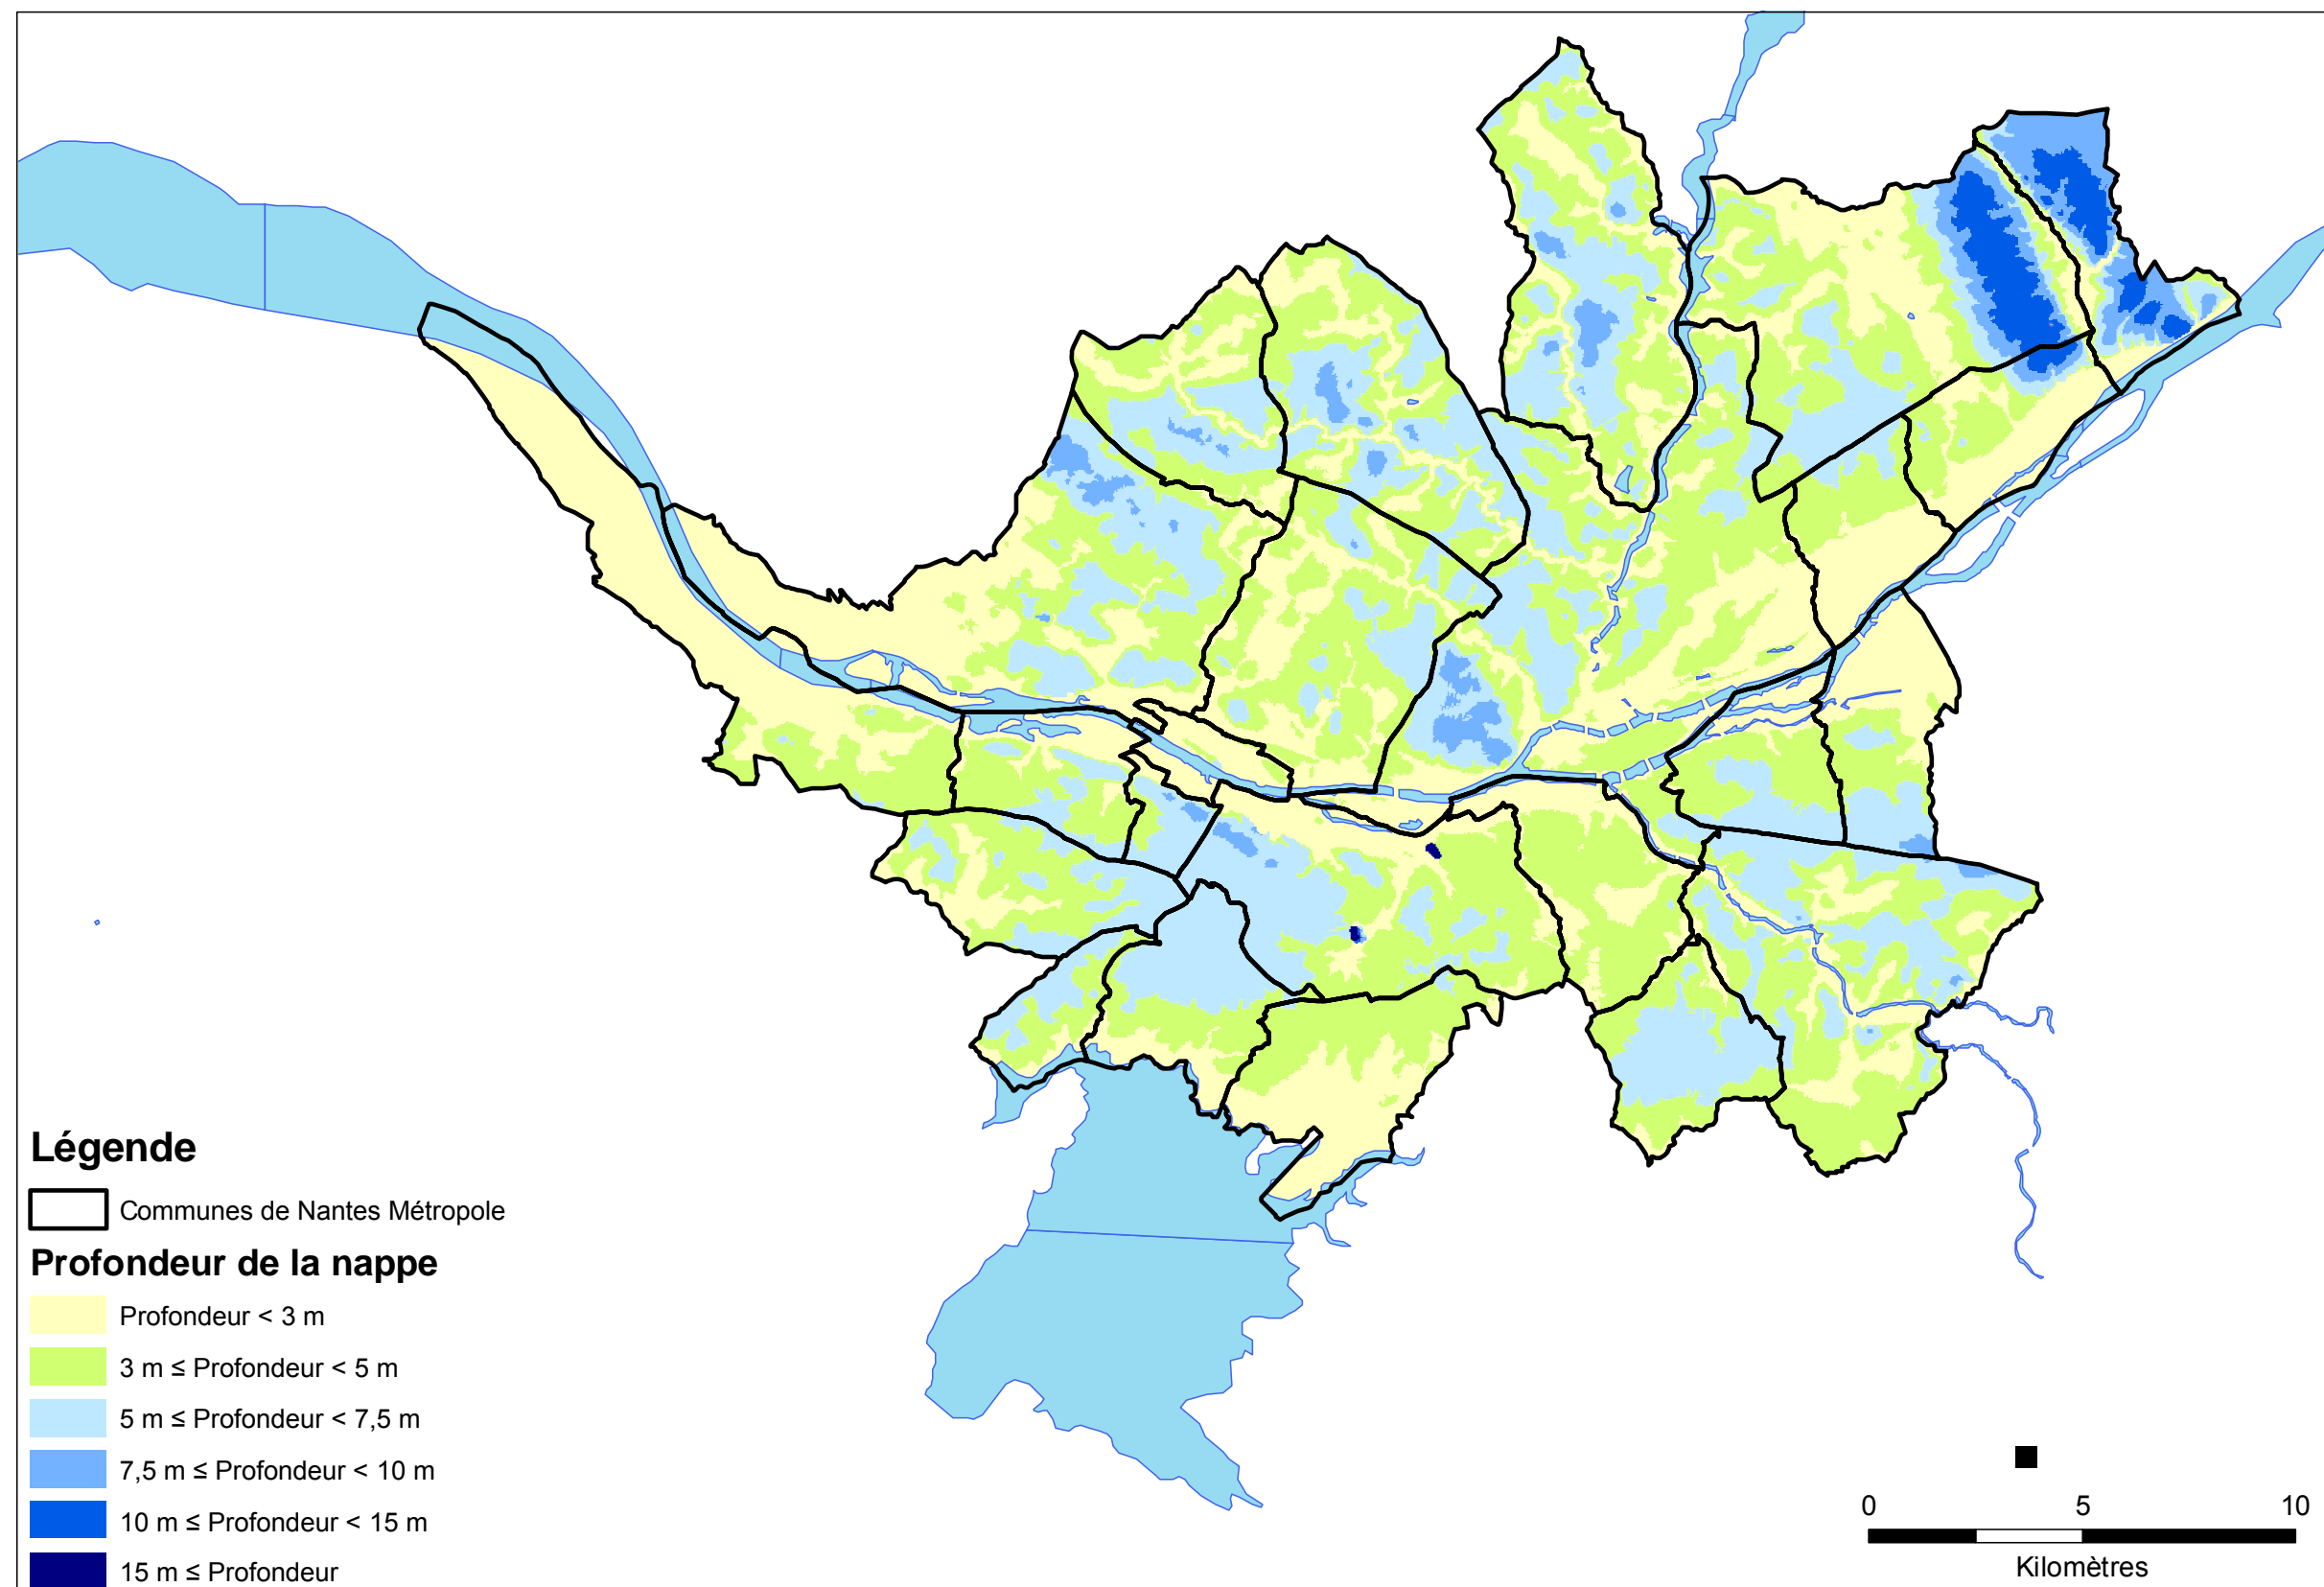 Légende
Communes de Nantes Métropole
Profondeur de la nappe
Profondeur < 3 m
3 m ≤ Profondeur < 5 m
5 m ≤ Profondeur < 7,5 m
7,5 m ≤ Profondeur < 10 m
10 m ≤ Profondeur < 15 m
15 m ≤ Profondeur
0 5 10
Kilomètres